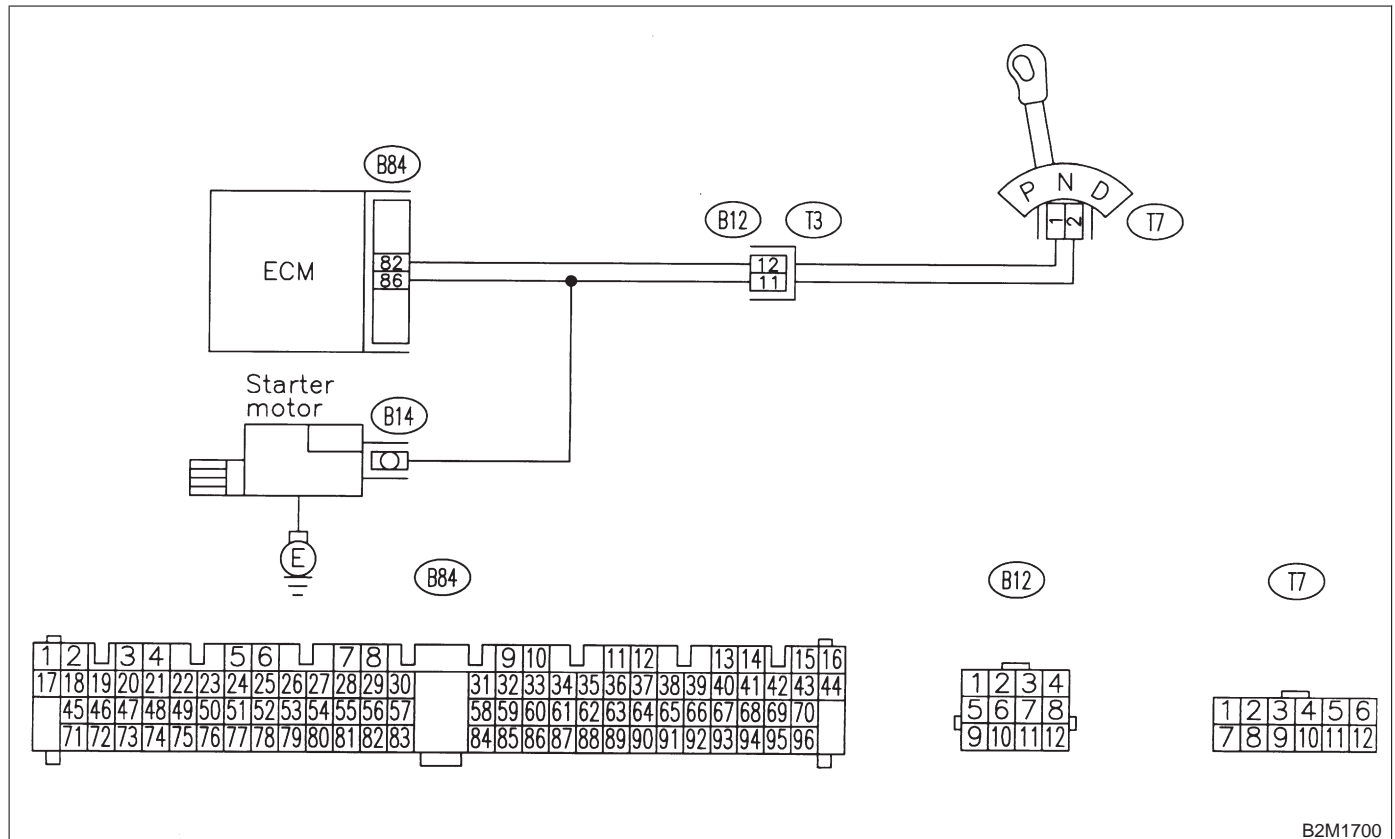 B84
P N D
B12 T3
1 2
T7
ECM
82
86
12
11
Starter
motor
B14
E
B84
B12
T7
1 2 3 4 5 6 7 8 9 10 11 12 13 14 15 16
17 18 19 20 21 22 23 24 25 26 27 28 29 30 31 32 33 34 35 36 37 38 39 40 41 42 43 44
45 46 47 48 49 50 51 52 53 54 55 56 57 58 59 60 61 62 63 64 65 66 67 68 69 70
71 72 73 74 75 76 77 78 79 80 81 82 83 84 85 86 87 88 89 90 91 92 93 94 95 96
1 2 3 4
5 6 7 8
9 10 11 12
1 2 3 4 5 6
7 8 9 10 11 12
B2M1700